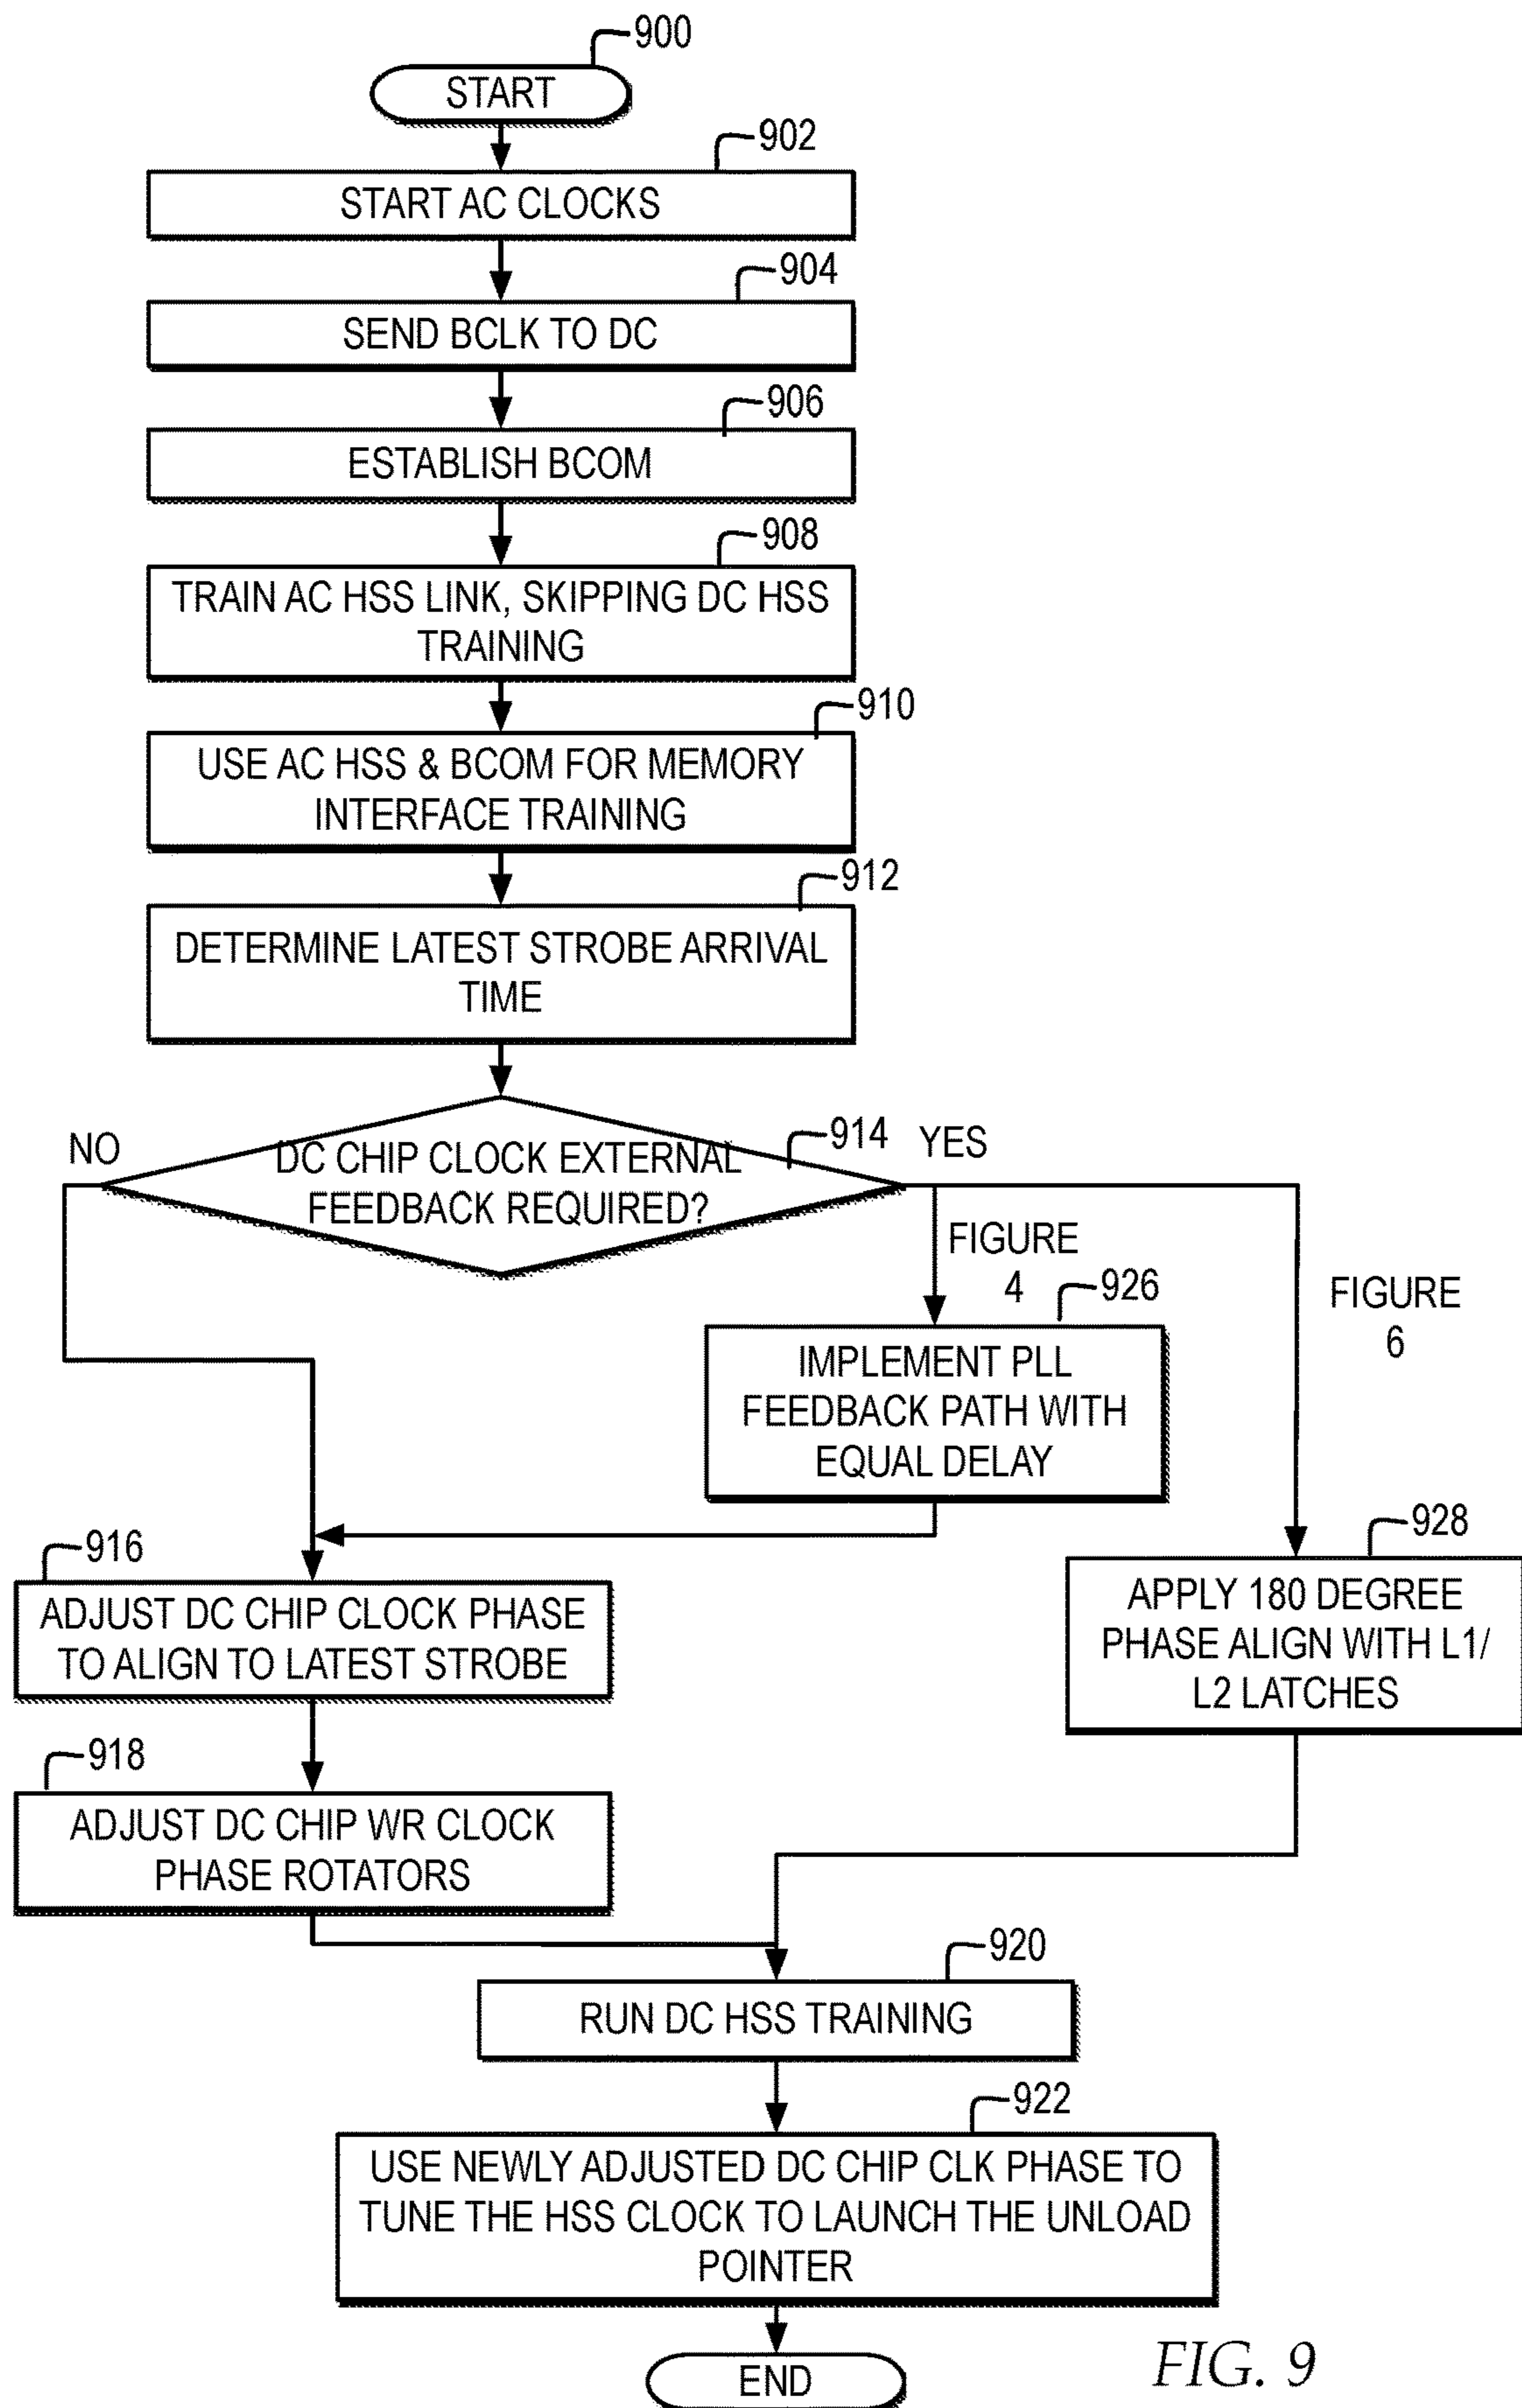 900
START
902
START AC CLOCKS
904
SEND BCLK TO DC
906
ESTABLISH BCOM
908
TRAIN AC HSS LINK, SKIPPING DC HSS
TRAINING
910
USE AC HSS & BCOM FOR MEMORY
INTERFACE TRAINING
912
DETERMINE LATEST STROBE ARRIVAL
TIME
914
NO
YES
DC CHIP CLOCK EXTERNAL
FEEDBACK REQUIRED?
FIGURE
4
926
FIGURE
6
IMPLEMENT PLL
FEEDBACK PATH WITH
EQUAL DELAY
916
ADJUST DC CHIP CLOCK PHASE
TO ALIGN TO LATEST STROBE
928
APPLY 180 DEGREE
PHASE ALIGN WITH L1/
L2 LATCHES
918
ADJUST DC CHIP WR CLOCK
PHASE ROTATORS
920
RUN DC HSS TRAINING
922
USE NEWLY ADJUSTED DC CHIP CLK PHASE TO
TUNE THE HSS CLOCK TO LAUNCH THE UNLOAD
POINTER
END
FIG. 9